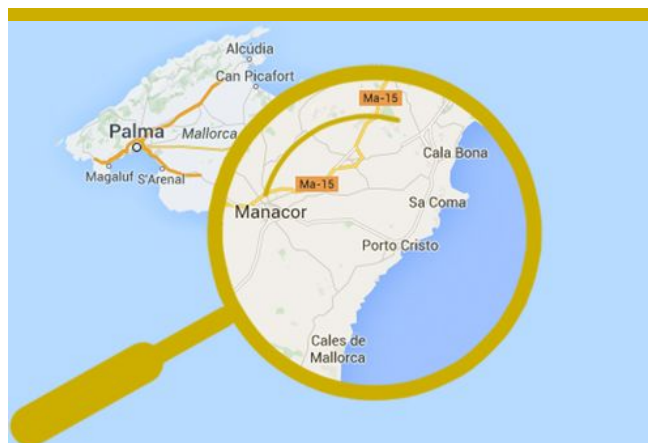 Alcúdia
Can Picafort
Ma-15
Palma
Mallorca
Cala Bona
Magaluf
S'Arenal
Ma-15
Sa Coma
Manacor
Porto Cristo
Cales de
Mallorca